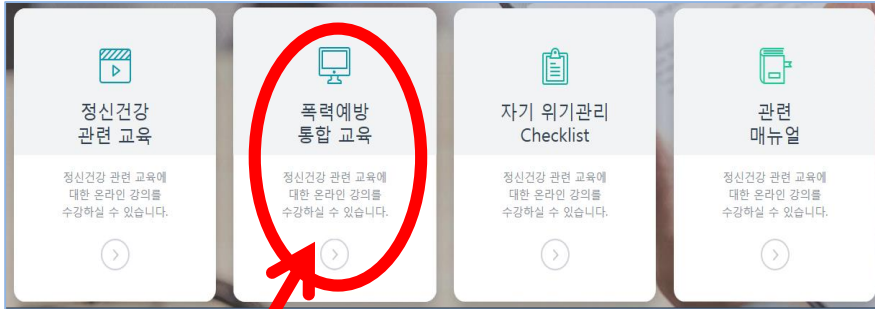 정신건강
관련 교육
정신건강 관련 교육에
대한 온라인 강의를
수강하실 수 있습니다.
폭력예방
통합 교육
정신건강 관련 교육에
대한 온라인 강의를
수강하실 수 있습니다.
자기 위기관리
Checklist
정신건강 관련 교육에
대한 온라인 강의를
수강하실 수 있습니다.
관련
매뉴얼
정신건강 관련 교육에
대한 온라인 강의를
수강하실 수 있습니다.